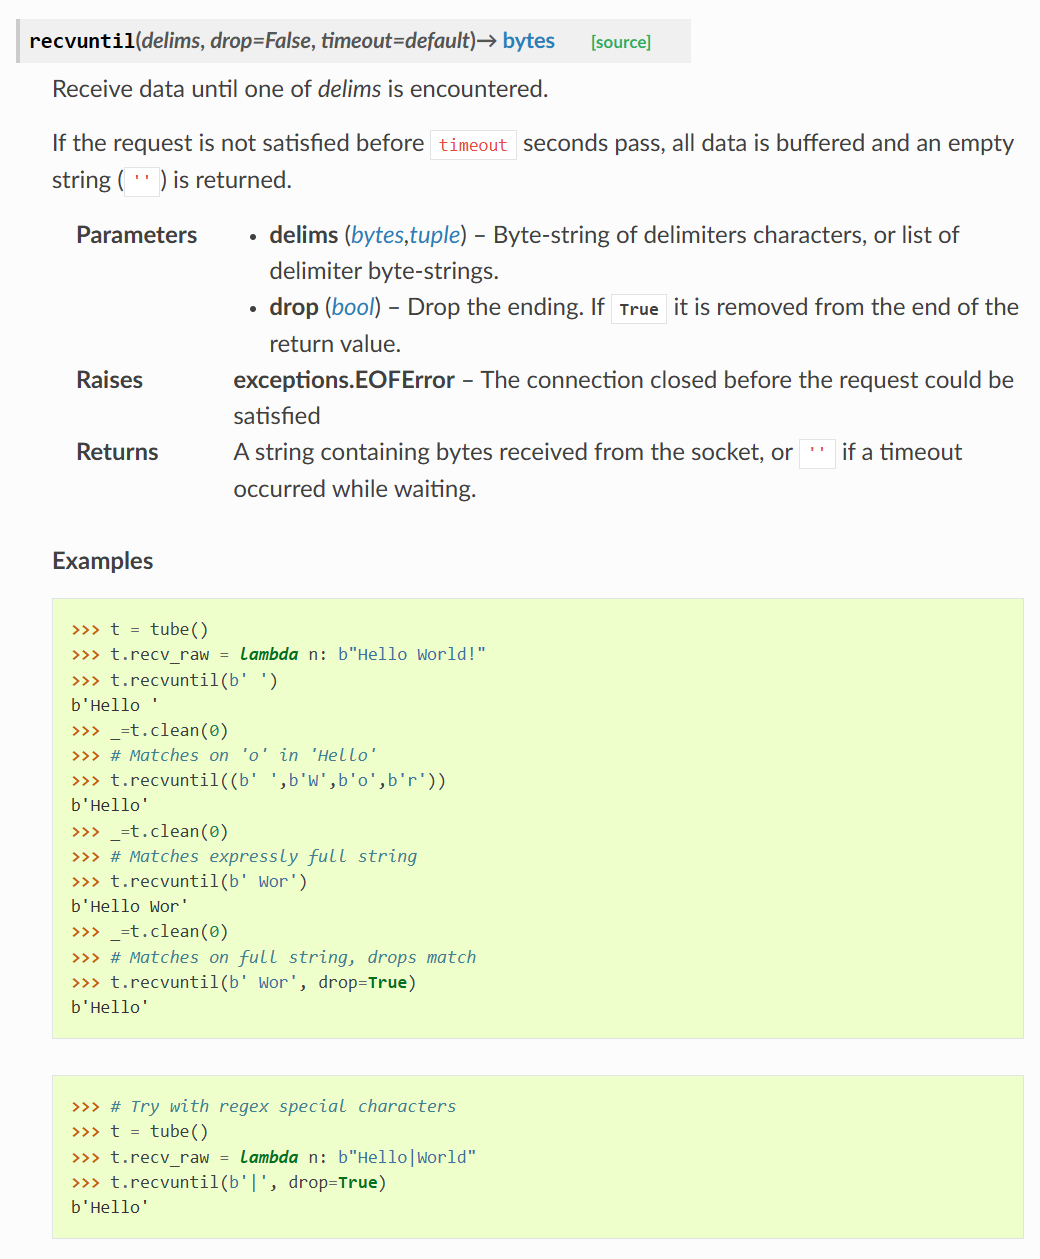 recvuntil(delims, drop=False, timeout=default)→ bytes [source]
Receive data until one of delims is encountered.
If the request is not satisfied before timeout seconds pass, all data is buffered and an empty
string ('') is returned.
Parameters • delims (bytes,tuple) – Byte-string of delimiters characters, or list of
delimiter byte-strings.
• drop (bool) – Drop the ending. If True it is removed from the end of the
return value.
Raises exceptions.EOFError – The connection closed before the request could be
satisfied
Returns A string containing bytes received from the socket, or '' if a timeout
occurred while waiting.
Examples
>>> t = tube()
>>> t.recv_raw = lambda n: b"Hello World!"
>>> t.recvuntil(b' ')
b'Hello '
>>> _=t.clean(0)
>>> # Matches on 'o' in 'Hello'
>>> t.recvuntil((b' ',b'W',b'o',b'r'))
b'Hello'
>>> _=t.clean(0)
>>> # Matches expressly full string
>>> t.recvuntil(b' Wor')
b'Hello Wor'
>>> _=t.clean(0)
>>> # Matches on full string, drops match
>>> t.recvuntil(b' Wor', drop=True)
b'Hello'
>>> # Try with regex special characters
>>> t = tube()
>>> t.recv_raw = lambda n: b"Hello|World"
>>> t.recvuntil(b'|', drop=True)
b'Hello'